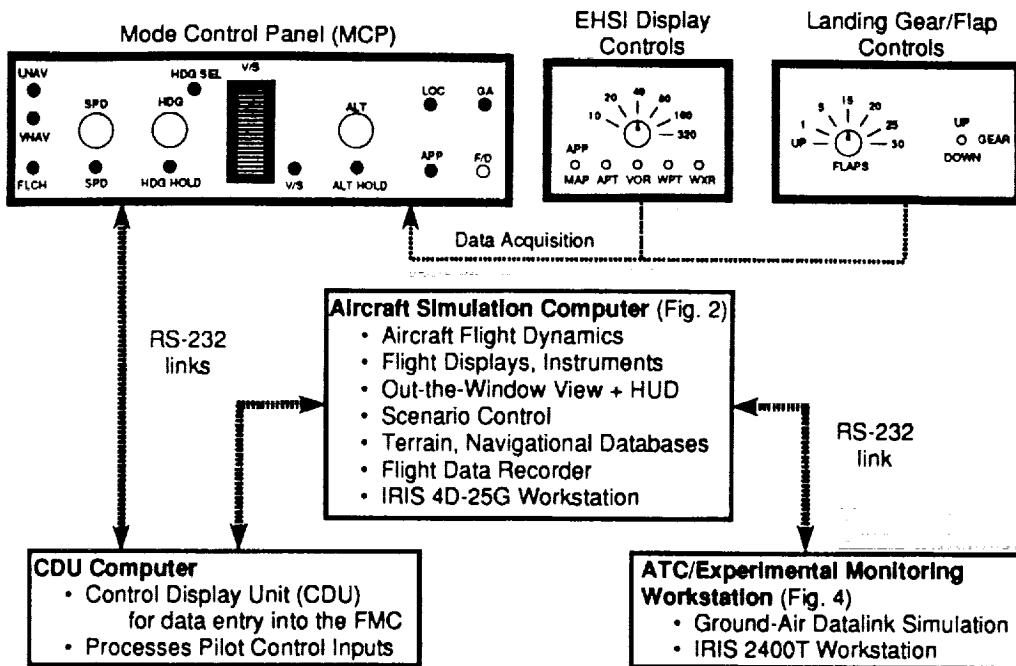 Mode Control Panel (MCP)
EHSI Display
Controls
Landing Gear/Flap
Controls
LNAV
VNAV
FLCH
SPD
SPD
HDG SEL
HDG
HDG HOLD
V/S
V/S
ALT
ALT HOLD
LOC
GA
APP
F/D
10
20
40
80
160
320
APP
MAP
APT
VOR
WPT
WXR
UP
1
5
15
20
25
30
FLAPS
UP
GEAR
DOWN
Data Acquisition
RS-232
links
Aircraft Simulation Computer (Fig. 2)
• Aircraft Flight Dynamics
• Flight Displays, Instruments
• Out-the-Window View + HUD
• Scenario Control
• Terrain, Navigational Databases
• Flight Data Recorder
• IRIS 4D-25G Workstation
RS-232
link
CDU Computer
• Control Display Unit (CDU)
for data entry into the FMC
• Processes Pilot Control Inputs
ATC/Experimental Monitoring
Workstation (Fig. 4)
• Ground-Air Datalink Simulation
• IRIS 2400T Workstation